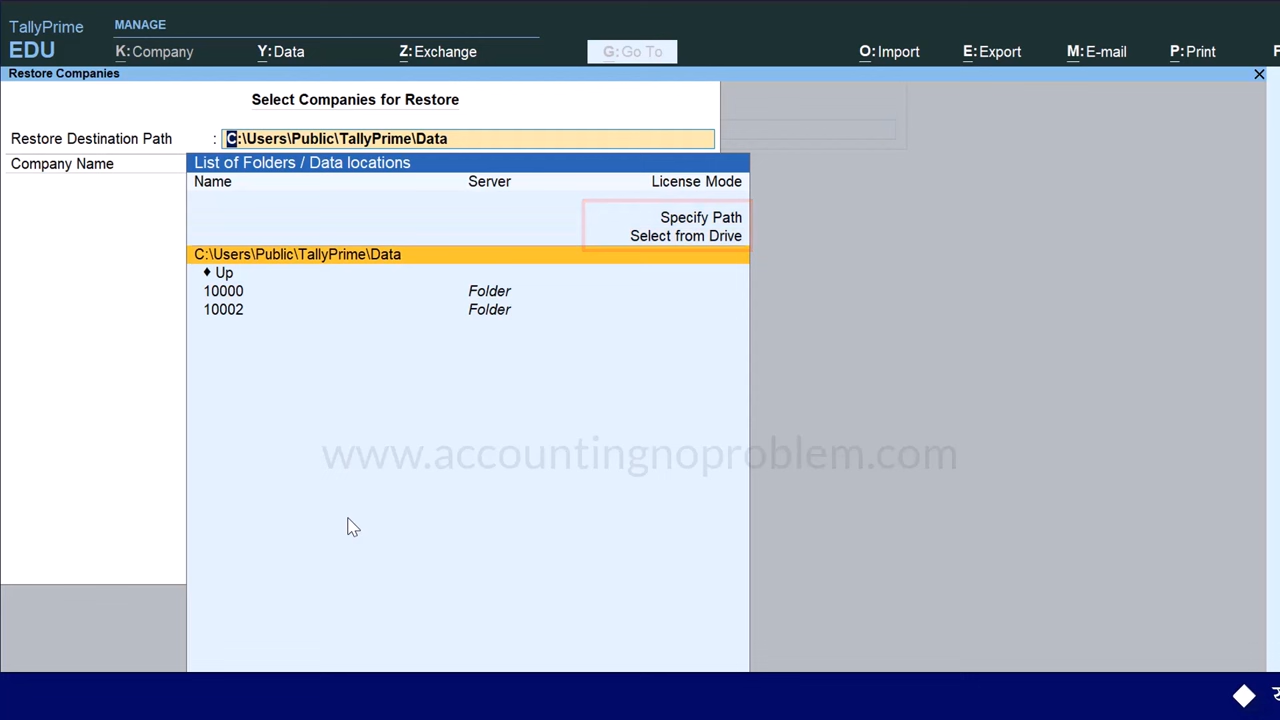 TallyPrime MANAGE
EDU K: Company Y: Data Z: Exchange G: Go To O: Import E: Export M: E-mail P: Print
Restore Companies
Select Companies for Restore
Restore Destination Path : C:\Users\Public\TallyPrime\Data
Company Name
List of Folders / Data locations
Name Server License Mode
Specify Path
Select from Drive
C:\Users\Public\TallyPrime\Data
♦ Up
10000 Folder
10002 Folder
www.accountingnoproblem.com